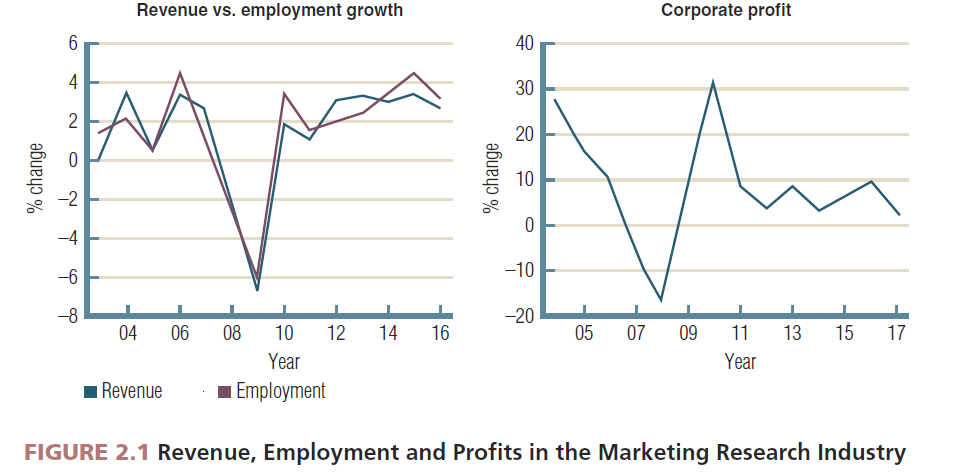 Revenue vs. employment growth
6
4
2
0
–2
–4
–6
–8
% change
04 06 08 10 12 14 16
Year
Revenue Employment
Corporate profit
40
30
20
10
0
–10
–20
% change
05 07 09 11 13 15 17
Year
FIGURE 2.1 Revenue, Employment and Profits in the Marketing Research Industry